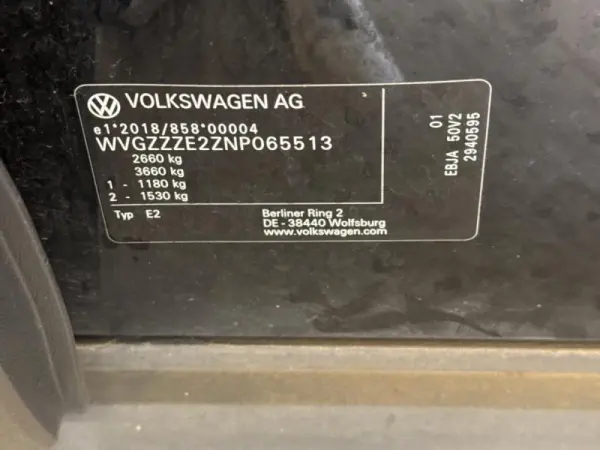 VOLKSWAGEN AG
e1*2018/858*00004
WVGZZZE2ZNP065513
2660 kg
3660 kg
1 - 1180 kg
2 - 1530 kg
Typ E2
Berliner Ring 2
DE - 38440 Wolfsburg
www.volkswagen.com
01
EBJA 50V2
2940595